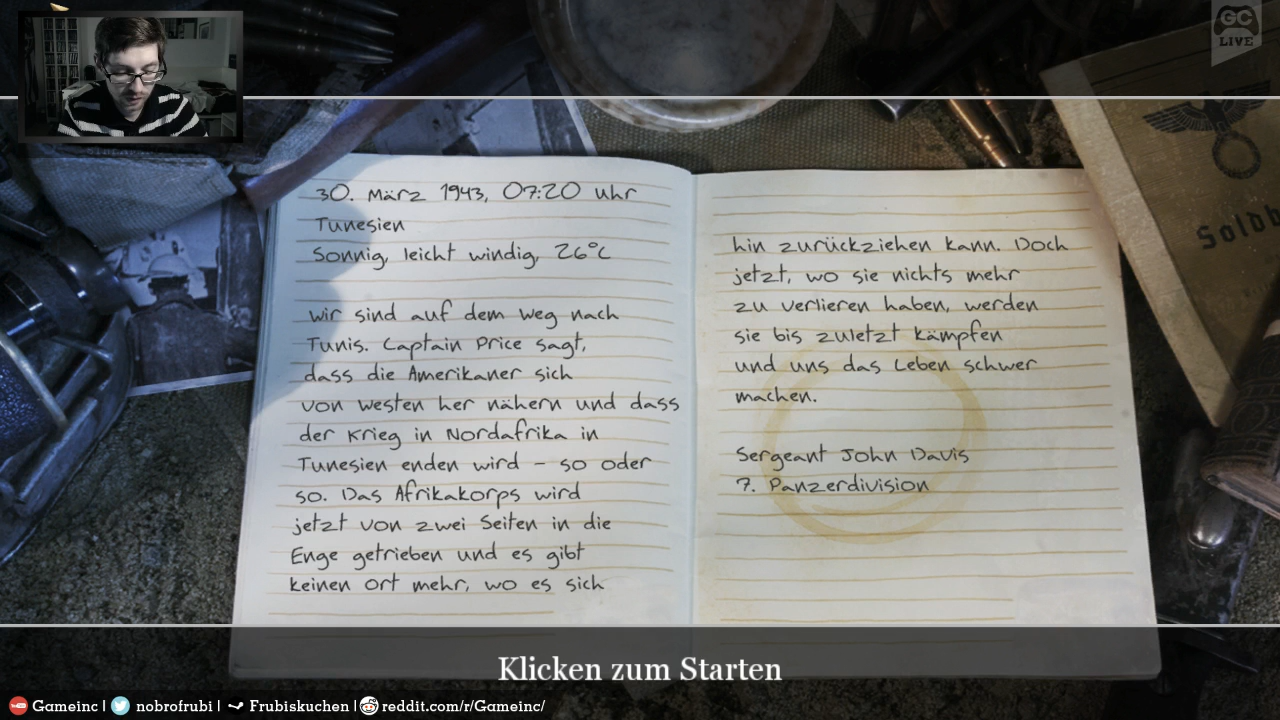 GC
LIVE
Soldb
30. März 1943, 07:20 Uhr
Tunesien
Sonnig, leicht windig, 26°C
wir sind auf dem Weg nach
Tunis. Captain Price sagt,
dass die Amerikaner sich
von Westen her nähern und dass
der Krieg in Nordafrika in
Tunesien enden wird - so oder
so. Das Afrikakorps wird
jetzt von zwei Seiten in die
Enge getrieben und es gibt
keinen Ort mehr, wo es sich
hin zurückziehen kann. Doch
jetzt, wo sie nichts mehr
zu verlieren haben, werden
sie bis zuletzt kämpfen
und uns das Leben schwer
machen.
Sergeant John Davis
7. Panzerdivision
Klicken zum Starten
Gameinc | nobrofrubi | Frubiskuchen | reddit.com/r/Gameinc/